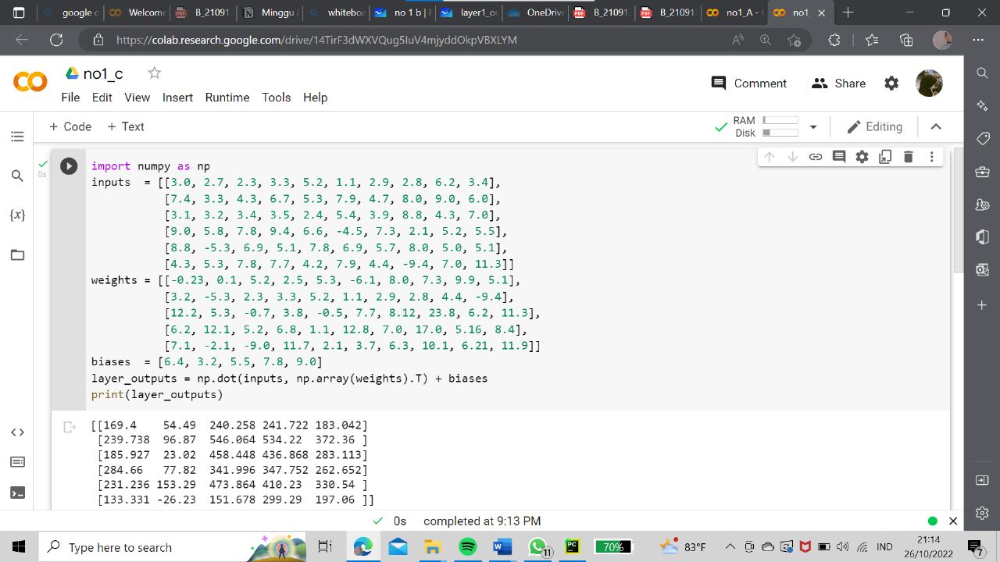 google c
Welcome
B_21091
Minggu
whiteboa
no 1 b |
layer1_o
OneDrive
B_21091
B_21091
no1_A -
no1
https://colab.research.google.com/drive/14TirF3dWXVQug5IuV4mjyddOkpVBXLYM
no1_c
Comment
Share
File Edit View Insert Runtime Tools Help
+ Code + Text
RAM
Disk
Editing
0s
import numpy as np
inputs = [[3.0, 2.7, 2.3, 3.3, 5.2, 1.1, 2.9, 2.8, 6.2, 3.4],
[7.4, 3.3, 4.3, 6.7, 5.3, 7.9, 4.7, 8.0, 9.0, 6.0],
[3.1, 3.2, 3.4, 3.5, 2.4, 5.4, 3.9, 8.8, 4.3, 7.0],
[9.0, 5.8, 7.8, 9.4, 6.6, -4.5, 7.3, 2.1, 5.2, 5.5],
[8.8, -5.3, 6.9, 5.1, 7.8, 6.9, 5.7, 8.0, 5.0, 5.1],
[4.3, 5.3, 7.8, 7.7, 4.2, 7.9, 4.4, -9.4, 7.0, 11.3]]
weights = [[-0.23, 0.1, 5.2, 2.5, 5.3, -6.1, 8.0, 7.3, 9.9, 5.1],
[3.2, -5.3, 2.3, 3.3, 5.2, 1.1, 2.9, 2.8, 4.4, -9.4],
[12.2, 5.3, -0.7, 3.8, -0.5, 7.7, 8.12, 23.8, 6.2, 11.3],
[6.2, 12.1, 5.2, 6.8, 1.1, 12.8, 7.0, 17.0, 5.16, 8.4],
[7.1, -2.1, -9.0, 11.7, 2.1, 3.7, 6.3, 10.1, 6.21, 11.9]]
biases = [6.4, 3.2, 5.5, 7.8, 9.0]
layer_outputs = np.dot(inputs, np.array(weights).T) + biases
print(layer_outputs)
[[169.4 54.49 240.258 241.722 183.042]
[239.738 96.87 546.064 534.22 372.36 ]
[185.927 23.02 458.448 436.868 283.113]
[284.66 77.82 341.996 347.752 262.652]
[231.236 153.29 473.864 410.23 330.54 ]
[133.331 -26.23 151.678 299.29 197.06 ]]
0s completed at 9:13 PM
Type here to search
11
70%
83°F
IND
21:14
26/10/2022
7